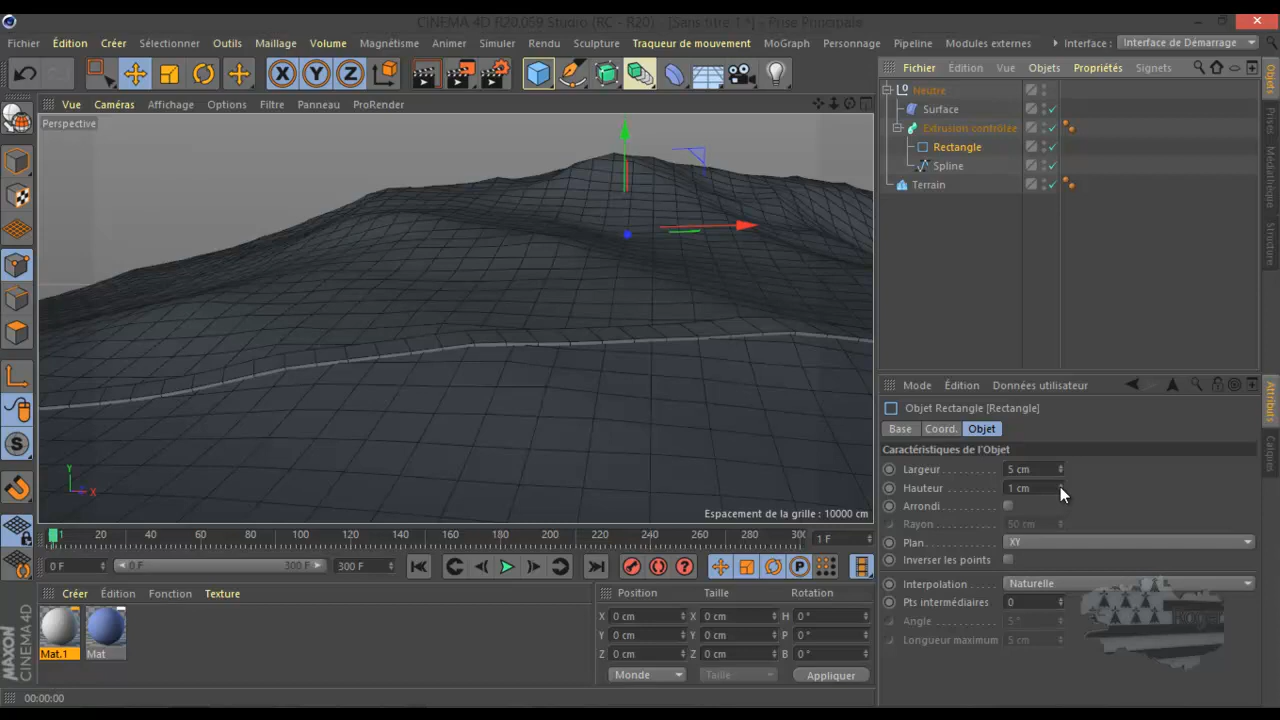 CINEMA 4D R20.059 Studio (RC - R20) - [Sans titre 1 *] - Prise Principale
Fichier Édition Créer Sélectionner Outils Maillage Volume Magnétisme Animer Simuler Rendu Sculpture Traqueur de mouvement MoGraph Personnage Pipeline Modules externes Interface : Interface de Démarrage
X Y Z
Fichier Édition Vue Objets Propriétés Signets
Vue Caméras Affichage Options Filtre Panneau ProRender
Perspective
Neutre
Surface
Extrusion contrôlée
Rectangle
Spline
Terrain
Objets
Prises
Médiathèque
Structure
Y
X
Espacement de la grille : 10000 cm
Mode Édition Données utilisateur
Objet Rectangle [Rectangle]
Base Coord. Objet
Caractéristiques de l'Objet
Largeur 5 cm
Hauteur 1 cm
Arrondi
Rayon 50 cm
Plan XY
Inverser les points
Interpolation Naturelle
Pts intermédiaires 0
Angle 5 °
Longueur maximum 5 cm
Attributs
Calques
1 20 40 60 80 100 120 140 160 180 200 220 240 260 280 300 1 F
0 F 0 F 300 F 300 F
Créer Édition Fonction Texture
Mat.1 Mat
Position Taille Rotation
X 0 cm X 0 cm H 0 °
Y 0 cm Y 0 cm P 0 °
Z 0 cm Z 0 cm B 0 °
Monde Taille Appliquer
MAXON
CINEMA 4D
00:00:00